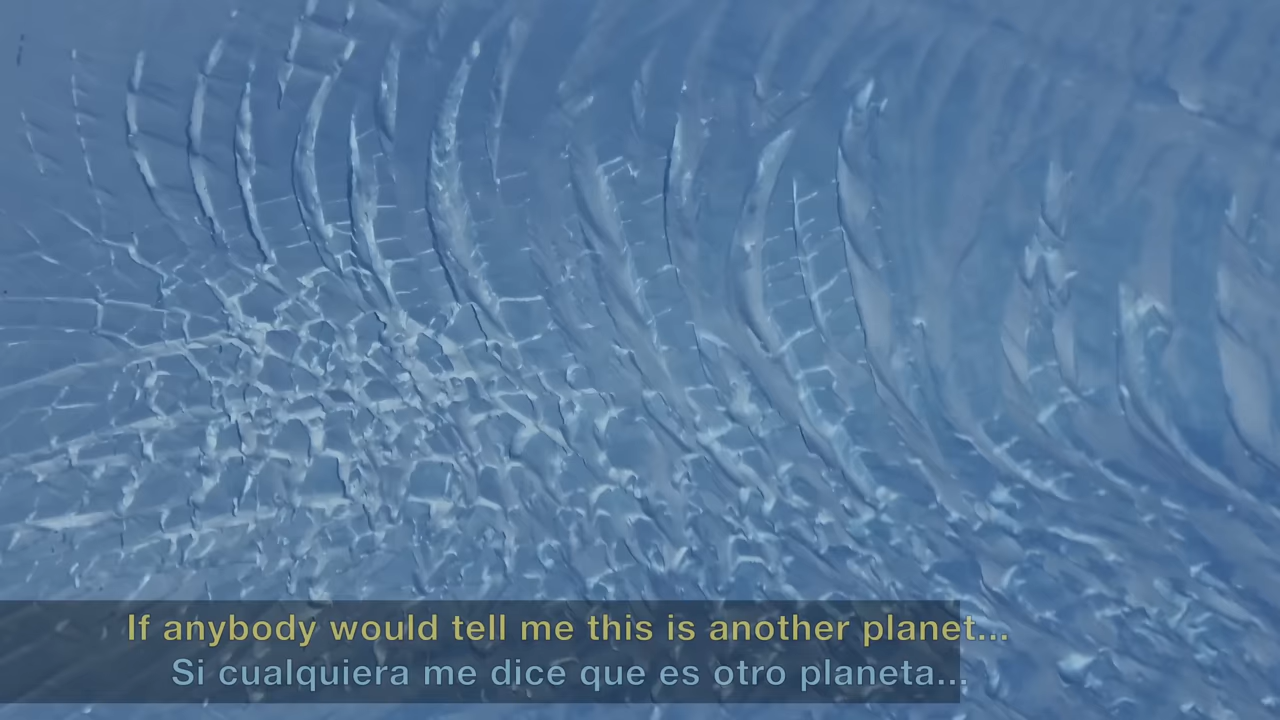 If anybody would tell me this is another planet...
Si cualquiera me dice que es otro planeta...